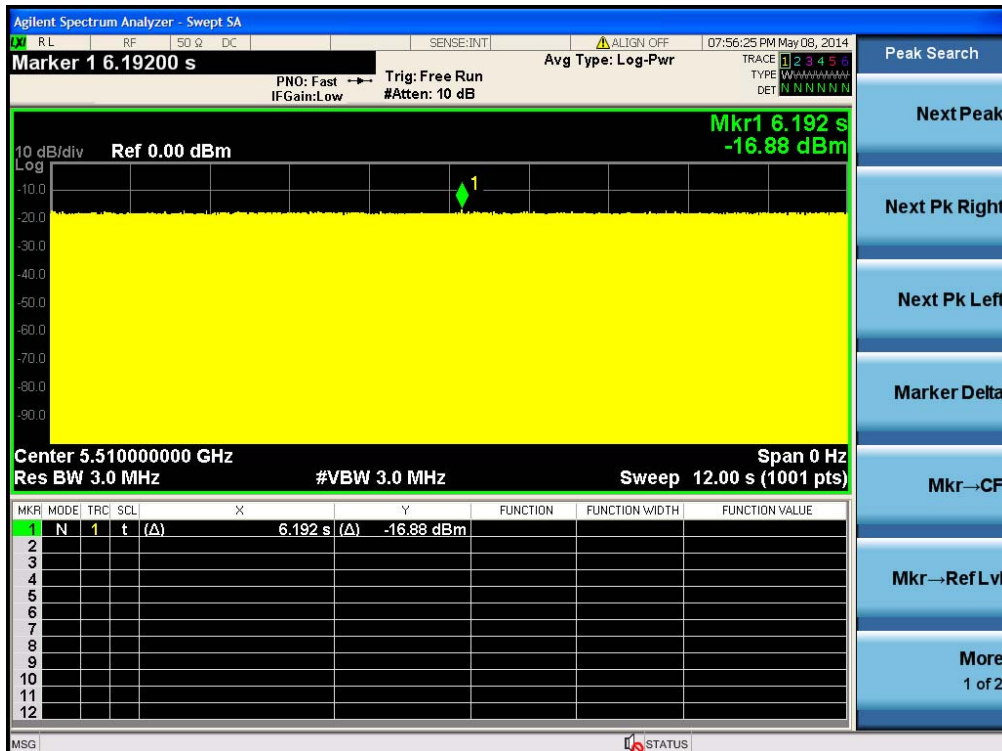 Agilent Spectrum Analyzer - Swept SA
LXI RL RF 50 Ω DC SENSE:INT ALIGN OFF 07:56:25 PM May 08, 2014
Marker 1 6.19200 s
PNO: Fast
IFGain:Low
Trig: Free Run
#Atten: 10 dB
Avg Type: Log-Pwr
TRACE 1 2 3 4 5 6
TYPE
DET N N N N N N
Mkr1 6.192 s
-16.88 dBm
10 dB/div Ref 0.00 dBm
Log
1
-10.0
-20.0
-30.0
-40.0
-50.0
-60.0
-70.0
-80.0
-90.0
Center 5.510000000 GHz Span 0 Hz
Res BW 3.0 MHz #VBW 3.0 MHz Sweep 12.00 s (1001 pts)
MKR MODE TRC SCL X Y FUNCTION FUNCTION WIDTH FUNCTION VALUE
1 N 1 t (Δ) 6.192 s (Δ) -16.88 dBm
2
3
4
5
6
7
8
9
10
11
12
MSG STATUS
Peak Search
Next Peak
Next Pk Right
Next Pk Left
Marker Delta
Mkr→CF
Mkr→Ref Lvl
More
1 of 2